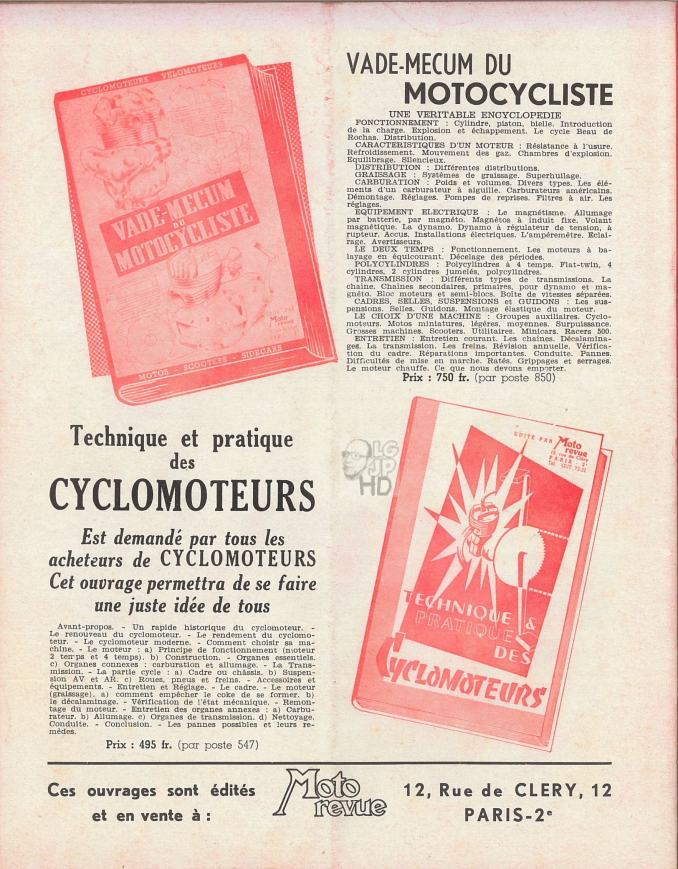 CYCLOMOTEURS - VELOMOTEURS
VADE-MECUM
DU
MOTOCYCLISTE
Moto
revue
MOTOS - SCOOTERS - SIDECARS
VADE-MECUM DU
MOTOCYCLISTE
UNE VERITABLE ENCYCLOPEDIE
FONCTIONNEMENT : Cylindre, piston, bielle. Introduction
de la charge. Explosion et échappement. Le cycle Beau de
Rochas. Distribution.
CARACTERISTIQUES D'UN MOTEUR : Résistance à l'usure.
Refroidissement. Mouvement des gaz. Chambres d'explosion.
Equilibrage. Silencieux.
DISTRIBUTION : Différentes distributions.
GRAISSAGE : Systèmes de graissage. Superhuilage.
CARBURATION : Poids et volumes. Divers types. Les élé-
ments d'un carburateur à aiguille. Carburateurs américains.
Démontage. Réglages. Pompes de reprises. Filtres à air. Les
réglages.
EQUIPEMENT ELECTRIQUE : Le magnétisme. Allumage
par batterie, par magnéto. Magnétos à induit fixe. Volant
magnétique. La dynamo. Dynamo à régulateur de tension, à
rupteur. Accus. Installations électriques. L'ampéremètre. Eclai-
rage. Avertisseurs.
LE DEUX TEMPS : Fonctionnement. Les moteurs à ba-
layage en équicourant. Décelage des périodes.
POLYCYLINDRES : Polycylindres à 4 temps. Flat-twin, 4
cylindres, 2 cylindres jumelés, polycylindres.
TRANSMISSION : Différents types de transmissions. La
chaîne. Chaînes secondaires, primaires, pour dynamo et ma-
gnéto. Bloc moteurs et semi-blocs. Boîte de vitesses séparées.
CADRES, SELLES, SUSPENSIONS et GUIDONS : Les sus-
pensions. Selles. Guidons. Montage élastique du moteur.
LE CHOIX D'UNE MACHINE : Groupes auxiliaires. Cyclo-
moteurs. Motos miniatures, légères, moyennes. Surpuissance.
Grosses machines. Scooters. Utilitaires. Minicars. Racers 500.
ENTRETIEN : Entretien courant. Les chaînes. Décalamina-
ges. La transmission. Les freins. Révision annuelle. Vérifica-
tion du cadre. Réparations importantes. Conduite. Pannes.
Difficultés de mise en marche. Ratés. Grippages et serrages.
Le moteur chauffe. Ce que nous devons emporter.
Prix : 750 fr. (par poste 850)
LG
JP
HD
Technique et pratique
des
CYCLOMOTEURS
Est demandé par tous les
acheteurs de CYCLOMOTEURS
Cet ouvrage permettra de se faire
une juste idée de tous
Avant-propos. - Un rapide historique du cyclomoteur. -
Le renouveau du cyclomoteur. - Le rendement du cyclomo-
teur. - Le cyclomoteur moderne. - Comment choisir sa ma-
chine. - Le moteur : a) Principe de fonctionnement (moteur
2 temps et 4 temps). b) Construction. - Organes essentiels.
c) Organes connexes : carburation et allumage. - La Trans-
mission. - La partie cycle : a) Cadre ou châssis. b) Suspen-
sion AV et AR. c) Roues, pneus et freins. - Accessoires et
équipements. - Entretien et Réglage. - Le cadre. - Le moteur
(graissage), a) comment empêcher le coke de se former. b)
le décalaminage. - Vérification de l'état mécanique. - Remon-
tage du moteur. - Entretien des organes annexes : a) Carbu-
rateur. b) Allumage. c) Organes de transmission. d) Nettoyage.
Conduite. - Conclusion. - Les pannes possibles et leurs re-
mèdes.
Prix : 495 fr. (par poste 547)
EDITE PAR Moto
revue
12, rue de Cléry
PARIS - 2e
TECHNIQUE &
PRATIQUE
DES
CYCLOMOTEURS
Ces ouvrages sont édités
et en vente à :
Moto
revue
12, Rue de CLERY, 12
PARIS-2e